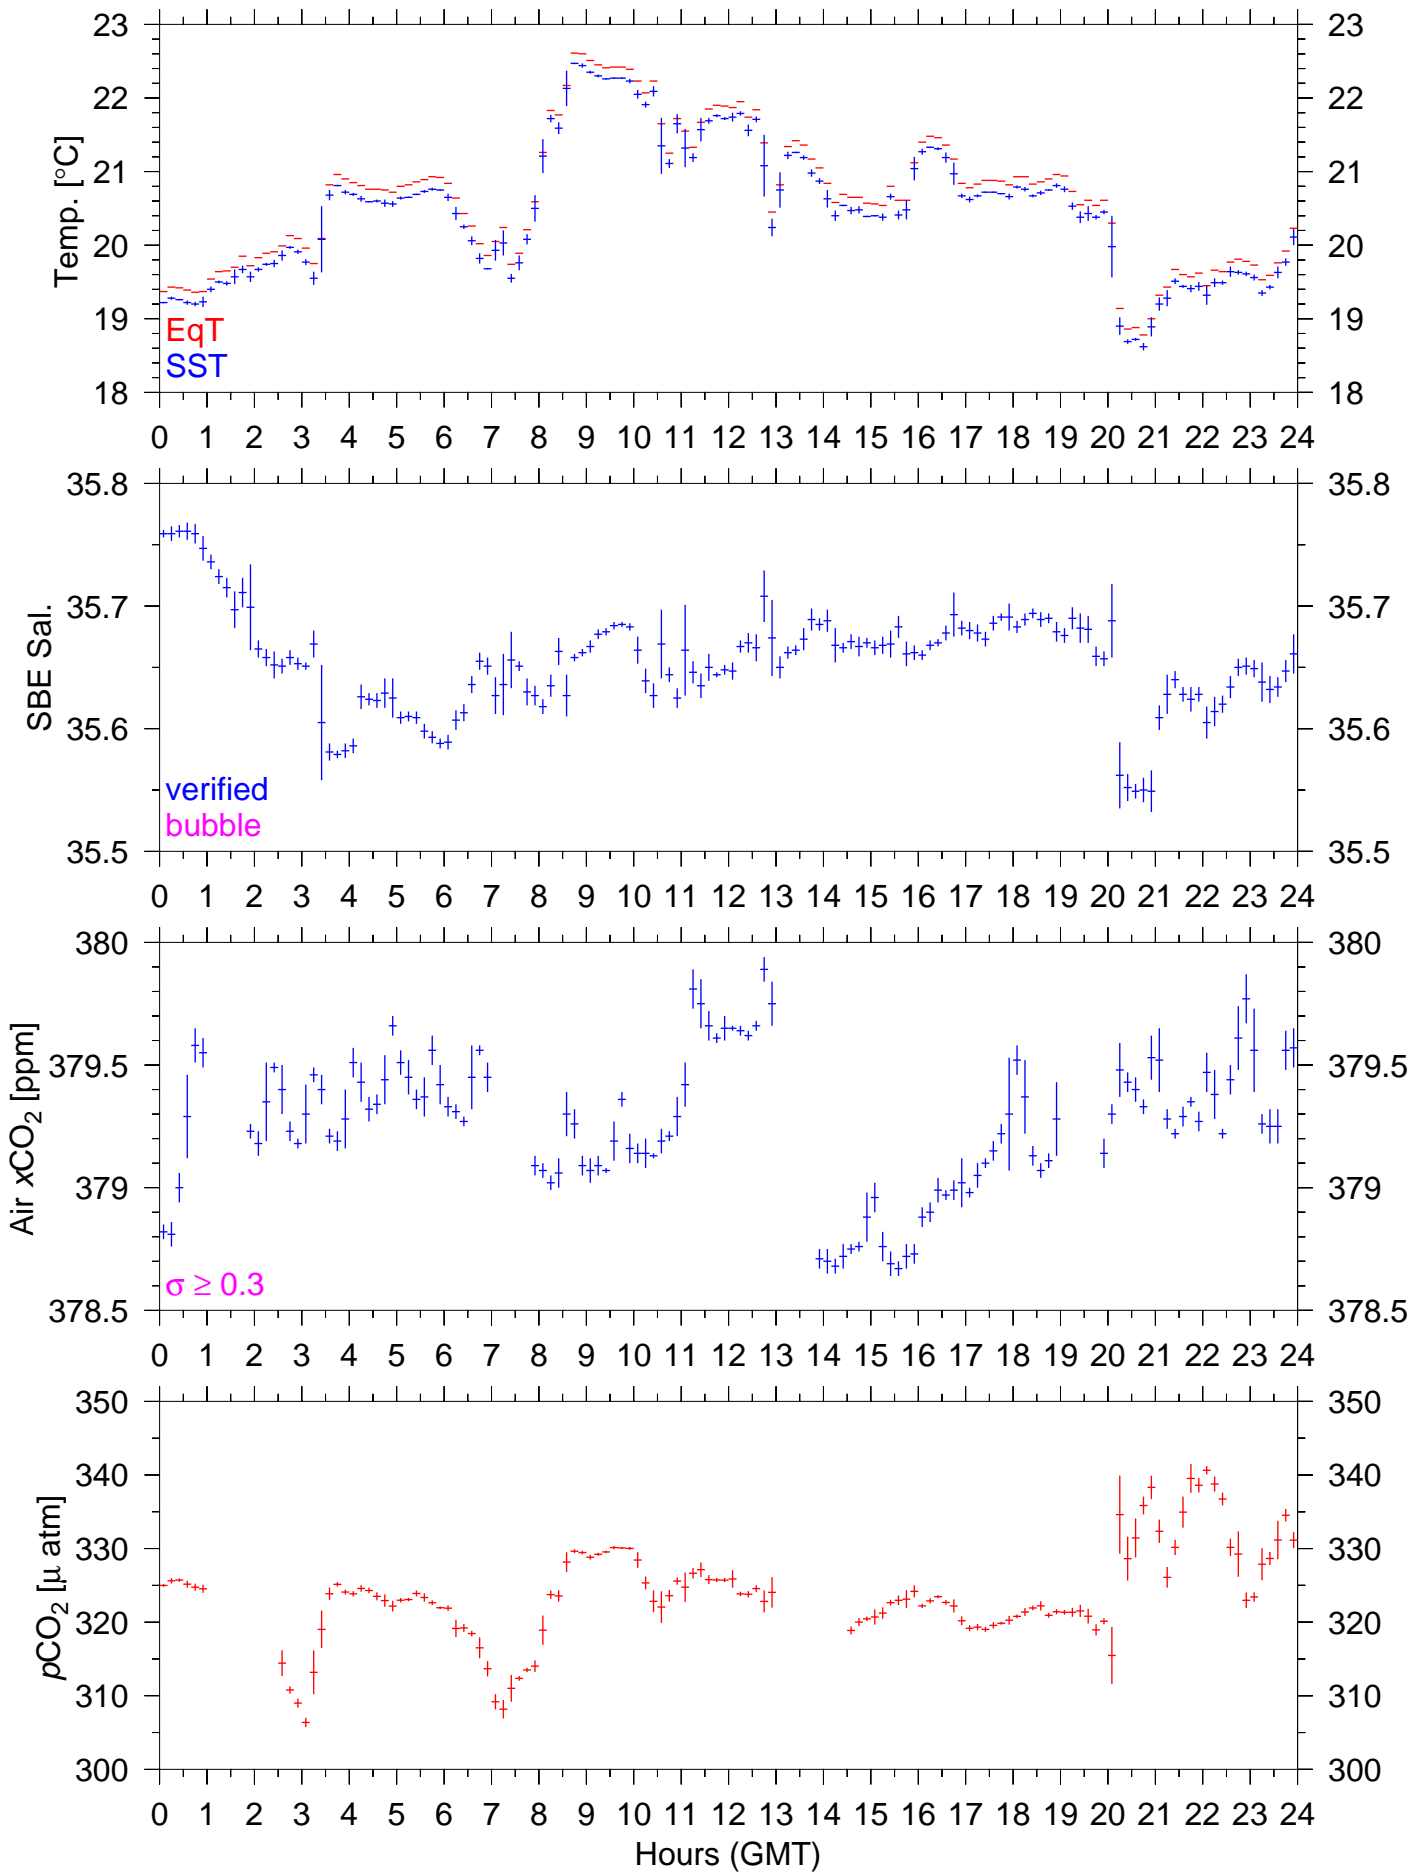 23 23
22 22
21 21
20 20
19 19
18 18
Temp. [°C]
EqT
SST
0 1 2 3 4 5 6 7 8 9 10 11 12 13 14 15 16 17 18 19 20 21 22 23 24
35.8 35.8
35.7 35.7
35.6 35.6
35.5 35.5
SBE Sal.
verified
bubble
0 1 2 3 4 5 6 7 8 9 10 11 12 13 14 15 16 17 18 19 20 21 22 23 24
380 380
379.5 379.5
379 379
378.5 378.5
Air xCO₂ [ppm]
σ ≥ 0.3
0 1 2 3 4 5 6 7 8 9 10 11 12 13 14 15 16 17 18 19 20 21 22 23 24
350 350
340 340
330 330
320 320
310 310
300 300
pCO₂ [μ atm]
0 1 2 3 4 5 6 7 8 9 10 11 12 13 14 15 16 17 18 19 20 21 22 23 24
Hours (GMT)